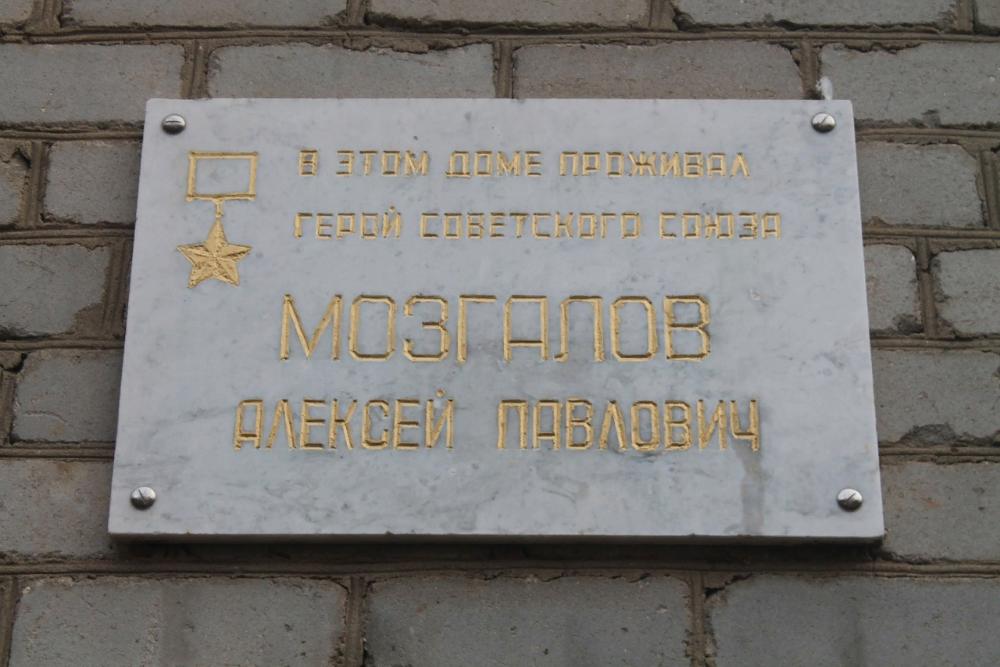 В ЭТОМ ДОМЕ ПРОЖИВАЛ
ГЕРОЙ СОВЕТСКОГО СОЮЗА
МОЗГАЛОВ
АЛЕКСЕЙ ПАВЛОВИЧ